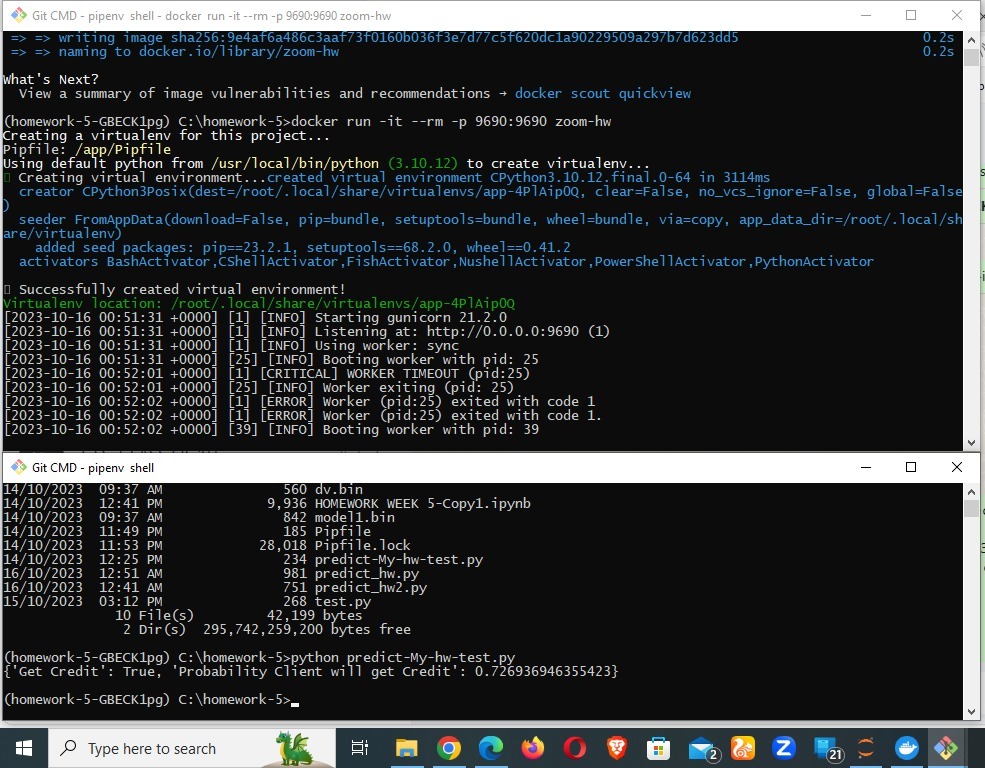 Git CMD - pipenv shell - docker run -it --rm -p 9690:9690 zoom-hw
=> => writing image sha256:9e4af6a486c3aaf73f0160b036f3e7d77c5f620dc1a90229509a297b7d623dd5 0.2s
=> => naming to docker.io/library/zoom-hw 0.2s
What's Next?
View a summary of image vulnerabilities and recommendations → docker scout quickview
(homework-5-GBECK1pg) C:\homework-5>docker run -it --rm -p 9690:9690 zoom-hw
Creating a virtualenv for this project...
Pipfile: /app/Pipfile
Using default python from /usr/local/bin/python (3.10.12) to create virtualenv...
Creating virtual environment...created virtual environment CPython3.10.12.final.0-64 in 3114ms
creator CPython3Posix(dest=/root/.local/share/virtualenvs/app-4PlAip0Q, clear=False, no_vcs_ignore=False, global=False
)
seeder FromAppData(download=False, pip=bundle, setuptools=bundle, wheel=bundle, via=copy, app_data_dir=/root/.local/sh
are/virtualenv)
added seed packages: pip==23.2.1, setuptools==68.2.0, wheel==0.41.2
activators BashActivator,CShellActivator,FishActivator,NushellActivator,PowerShellActivator,PythonActivator
Successfully created virtual environment!
Virtualenv location: /root/.local/share/virtualenvs/app-4PlAip0Q
[2023-10-16 00:51:31 +0000] [1] [INFO] Starting gunicorn 21.2.0
[2023-10-16 00:51:31 +0000] [1] [INFO] Listening at: http://0.0.0.0:9690 (1)
[2023-10-16 00:51:31 +0000] [1] [INFO] Using worker: sync
[2023-10-16 00:51:31 +0000] [25] [INFO] Booting worker with pid: 25
[2023-10-16 00:52:01 +0000] [1] [CRITICAL] WORKER TIMEOUT (pid:25)
[2023-10-16 00:52:01 +0000] [25] [INFO] Worker exiting (pid: 25)
[2023-10-16 00:52:02 +0000] [1] [ERROR] Worker (pid:25) exited with code 1
[2023-10-16 00:52:02 +0000] [1] [ERROR] Worker (pid:25) exited with code 1.
[2023-10-16 00:52:02 +0000] [39] [INFO] Booting worker with pid: 39
Git CMD - pipenv shell
14/10/2023 09:37 AM 560 dv.bin
14/10/2023 12:41 PM 9,936 HOMEWORK WEEK 5-Copy1.ipynb
14/10/2023 09:37 AM 842 model1.bin
14/10/2023 11:49 PM 185 Pipfile
14/10/2023 11:53 PM 28,018 Pipfile.lock
14/10/2023 12:25 PM 234 predict-My-hw-test.py
16/10/2023 12:51 AM 981 predict_hw.py
16/10/2023 12:41 AM 751 predict_hw2.py
15/10/2023 03:12 PM 268 test.py
10 File(s) 42,199 bytes
2 Dir(s) 295,742,259,200 bytes free
(homework-5-GBECK1pg) C:\homework-5>python predict-My-hw-test.py
{'Get Credit': True, 'Probability Client will get Credit': 0.726936946355423}
(homework-5-GBECK1pg) C:\homework-5>
Type here to search
2
21